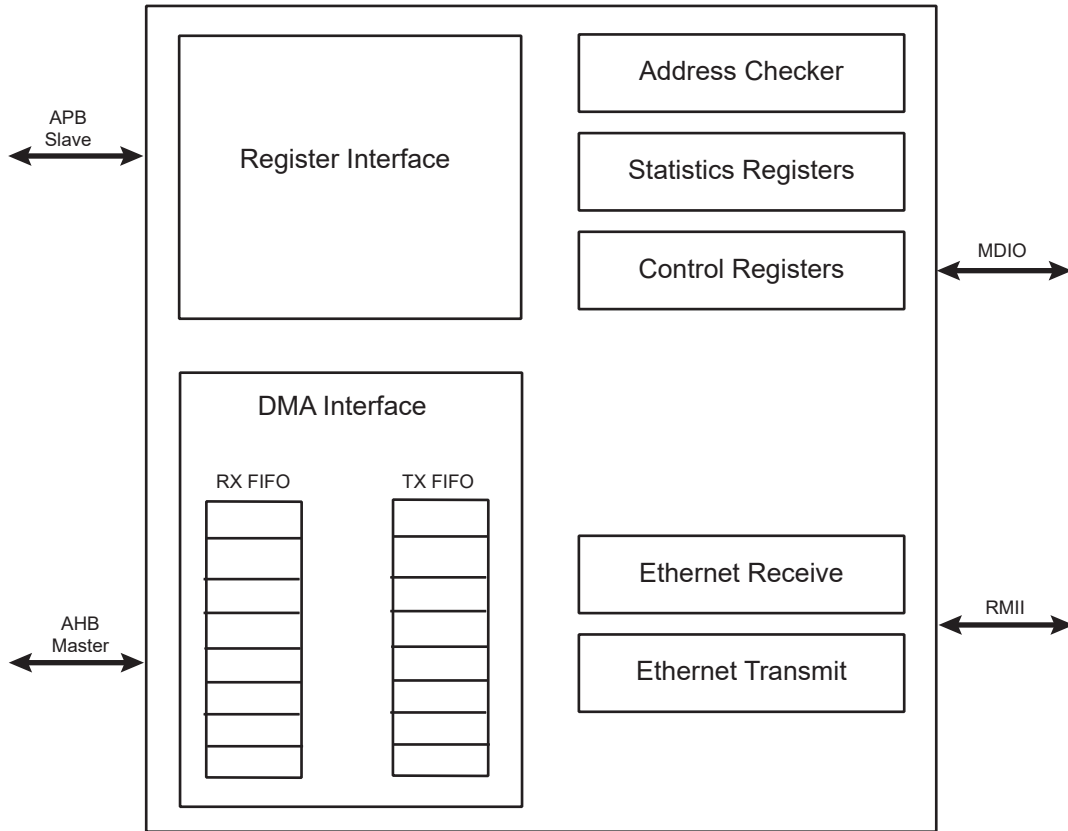 Address Checker
APB
Slave
Register Interface
Statistics Registers
Control Registers
MDIO
DMA Interface
RX FIFO
TX FIFO
Ethernet Receive
AHB
Master
RMII
Ethernet Transmit